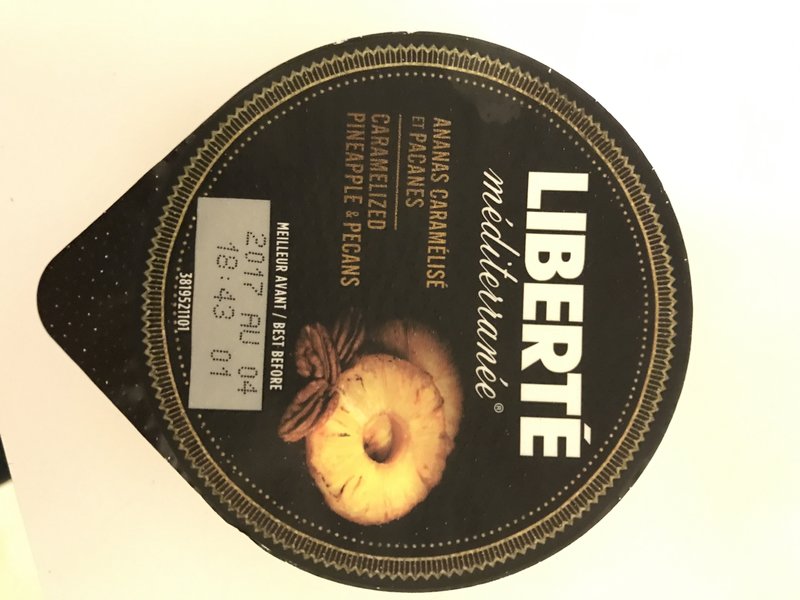 LIBERTÉ
méditerranée®
ANANAS CARAMÉLISÉ
ET PACANES
CARAMELIZED
PINEAPPLE & PECANS
MEILLEUR AVANT / BEST BEFORE
2017 AU 04
18:43 01
3819521101